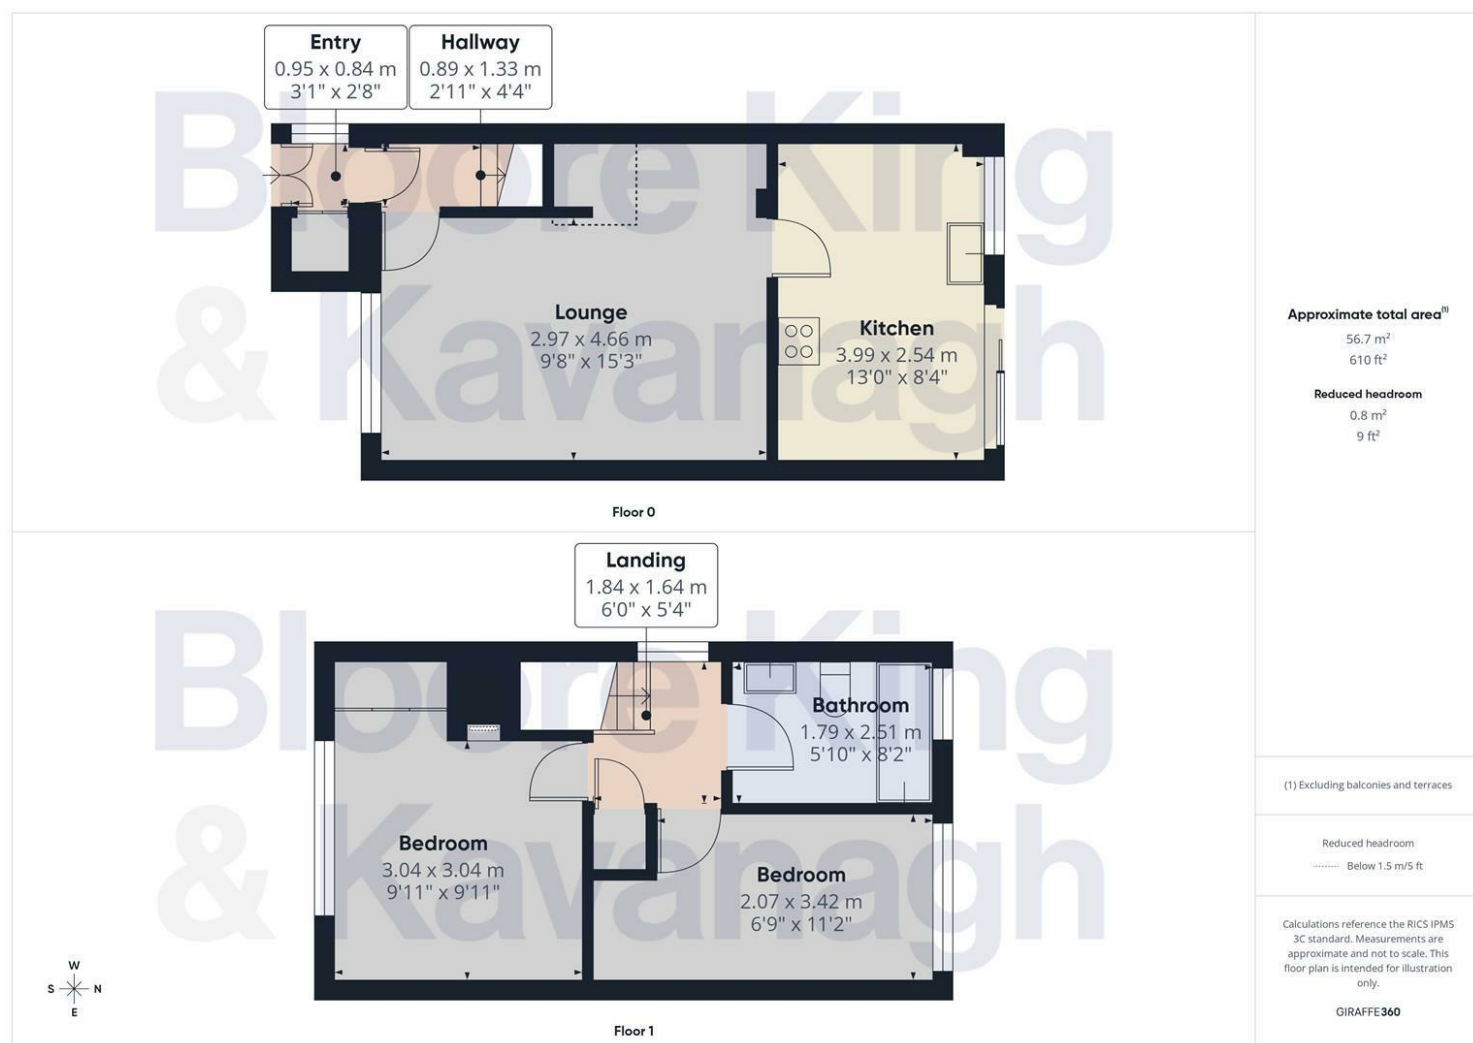 Entry
0.95 x 0.84 m
3'1" x 2'8"
Hallway
0.89 x 1.33 m
2'11" x 4'4"
Bloore King
& Kavanagh
Lounge
2.97 x 4.66 m
9'8" x 15'3"
Kitchen
3.99 x 2.54 m
13'0" x 8'4"
Floor 0
Landing
1.84 x 1.64 m
6'0" x 5'4"
Bloore King
& Kavanagh
Bathroom
1.79 x 2.51 m
5'10" x 8'2"
Bedroom
3.04 x 3.04 m
9'11" x 9'11"
Bedroom
2.07 x 3.42 m
6'9" x 11'2"
W
S N
E
Floor 1
Approximate total area(1)
56.7 m²
610 ft²
Reduced headroom
0.8 m²
9 ft²
(1) Excluding balconies and terraces
Reduced headroom
Below 1.5 m/5 ft
Calculations reference the RICS IPMS
3C standard. Measurements are
approximate and not to scale. This
floor plan is intended for illustration
only.
GIRAFFE360